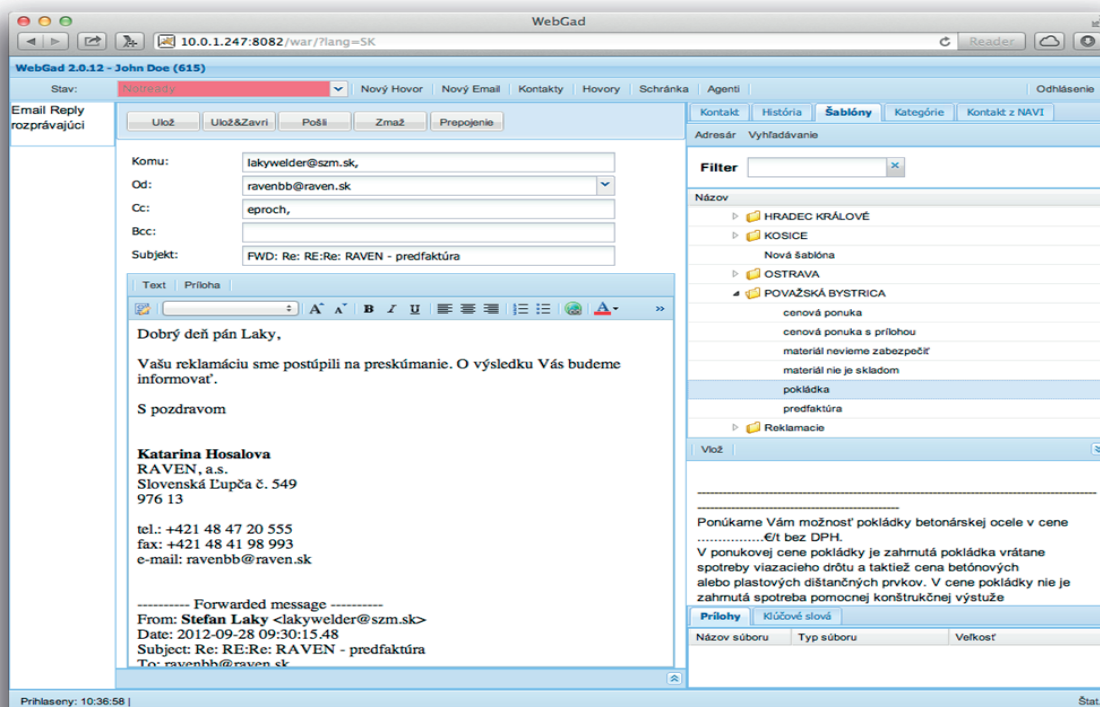 WebGad
10.0.1.247:8082/war/?lang=SK
Reader
WebGad 2.0.12 - John Doe (615)
Stav:
Notready
Nový Hovor
Nový Email
Kontakty
Hovory
Schránka
Agenti
Odhlásenie
Email Reply
rozprávajúci
Ulož
Ulož&Zavri
Pošli
Zmaž
Prepojenie
Komu:
lakywelder@szm.sk,
Od:
ravenbb@raven.sk
Cc:
eproch,
Bcc:
Subjekt:
FWD: Re: RE:Re: RAVEN - predfaktúra
Text
Príloha
Dobrý deň pán Laky,
Vašu reklamáciu sme postúpili na preskúmanie. O výsledku Vás budeme
informovať.
S pozdravom
Katarina Hosalova
RAVEN, a.s.
Slovenská Ľupča č. 549
976 13
tel.: +421 48 47 20 555
fax: +421 48 41 98 993
e-mail: ravenbb@raven.sk
---------- Forwarded message ----------
From: Stefan Laky <lakywelder@szm.sk>
Date: 2012-09-28 09:30:15.48
Subject: Re: RE:Re: RAVEN - predfaktúra
To: ravenbb@raven.sk
Kontakt
História
Šablóny
Kategórie
Kontakt z NAVI
Adresár
Vyhľadávanie
Filter
Názov
HRADEC KRÁLOVÉ
KOSICE
Nová šablóna
OSTRAVA
POVAŽSKÁ BYSTRICA
cenová ponuka
cenová ponuka s prílohou
materiál nevieme zabezpečiť
materiál nie je skladom
pokládka
predfaktúra
Reklamacie
Vlož
Ponúkame Vám možnosť pokládky betonárskej ocele v cene
................€/t bez DPH.
V ponukovej cene pokládky je zahrnutá pokládka vrátane
spotreby viazacieho drôtu a taktiež cena betónových
alebo plastových dištančných prvkov. V cene pokládky nie je
zahrnutá spotreba pomocnej konštrukčnej výstuže
Prílohy
Kľúčové slová
Názov súboru
Typ súboru
Veľkosť
Prihlaseny: 10:36:58 |
Štat.